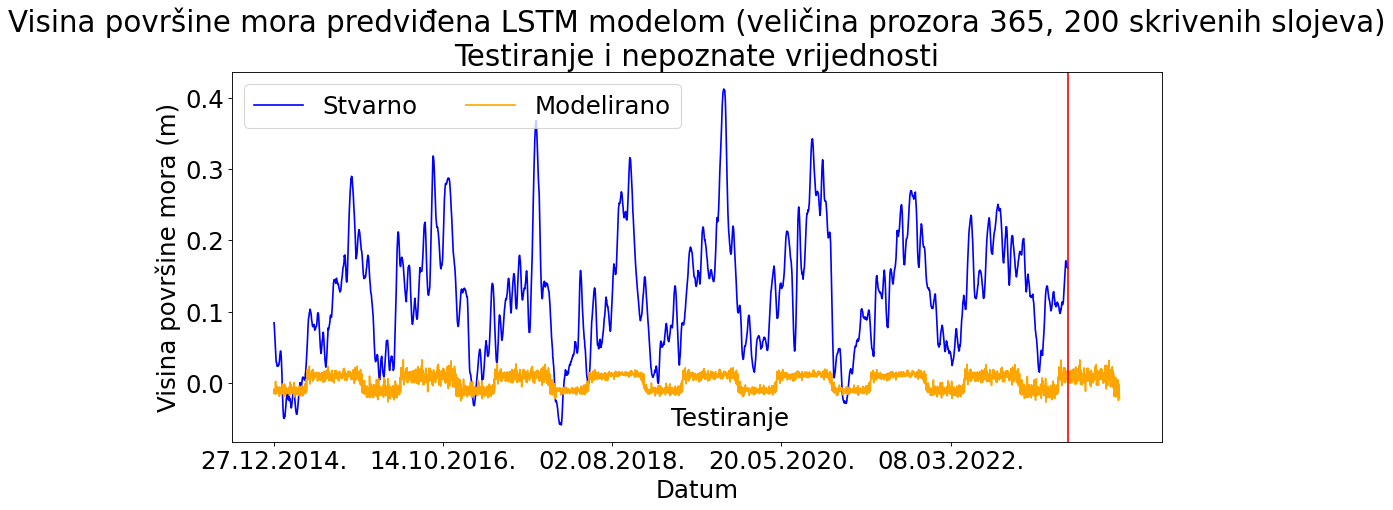 Visina površine mora predviđena LSTM modelom (veličina prozora 365, 200 skrivenih slojeva)
Testiranje i nepoznate vrijednosti
Stvarno
Modelirano
Visina površine mora (m)
0.4
0.3
0.2
0.1
0.0
Testiranje
27.12.2014.
14.10.2016.
02.08.2018.
20.05.2020.
08.03.2022.
Datum